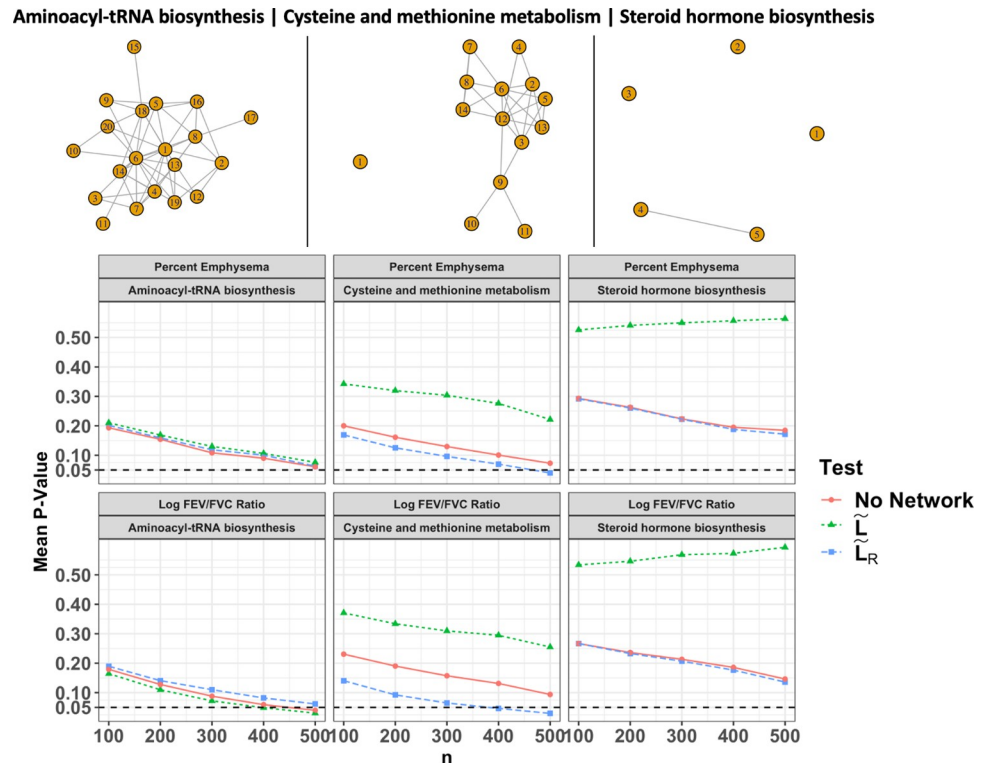 Aminoacyl-tRNA biosynthesis | Cysteine and methionine metabolism | Steroid hormone biosynthesis
15
9
18
5
16
17
20
8
10
6
1
13
2
14
3
4
12
7
19
11
7
4
8
6
2
5
14
12
13
3
1
9
10
11
2
3
1
4
5
Percent Emphysema
Aminoacyl-tRNA biosynthesis
Percent Emphysema
Cysteine and methionine metabolism
Percent Emphysema
Steroid hormone biosynthesis
0.50
0.40
0.30
0.20
0.10
0.05
Log FEV/FVC Ratio
Aminoacyl-tRNA biosynthesis
Log FEV/FVC Ratio
Cysteine and methionine metabolism
Log FEV/FVC Ratio
Steroid hormone biosynthesis
0.50
0.40
0.30
0.20
0.10
0.05
Mean P-Value
100 200 300 400 500 100 200 300 400 500 100 200 300 400 500
n
Test
No Network
L̃
L̃R